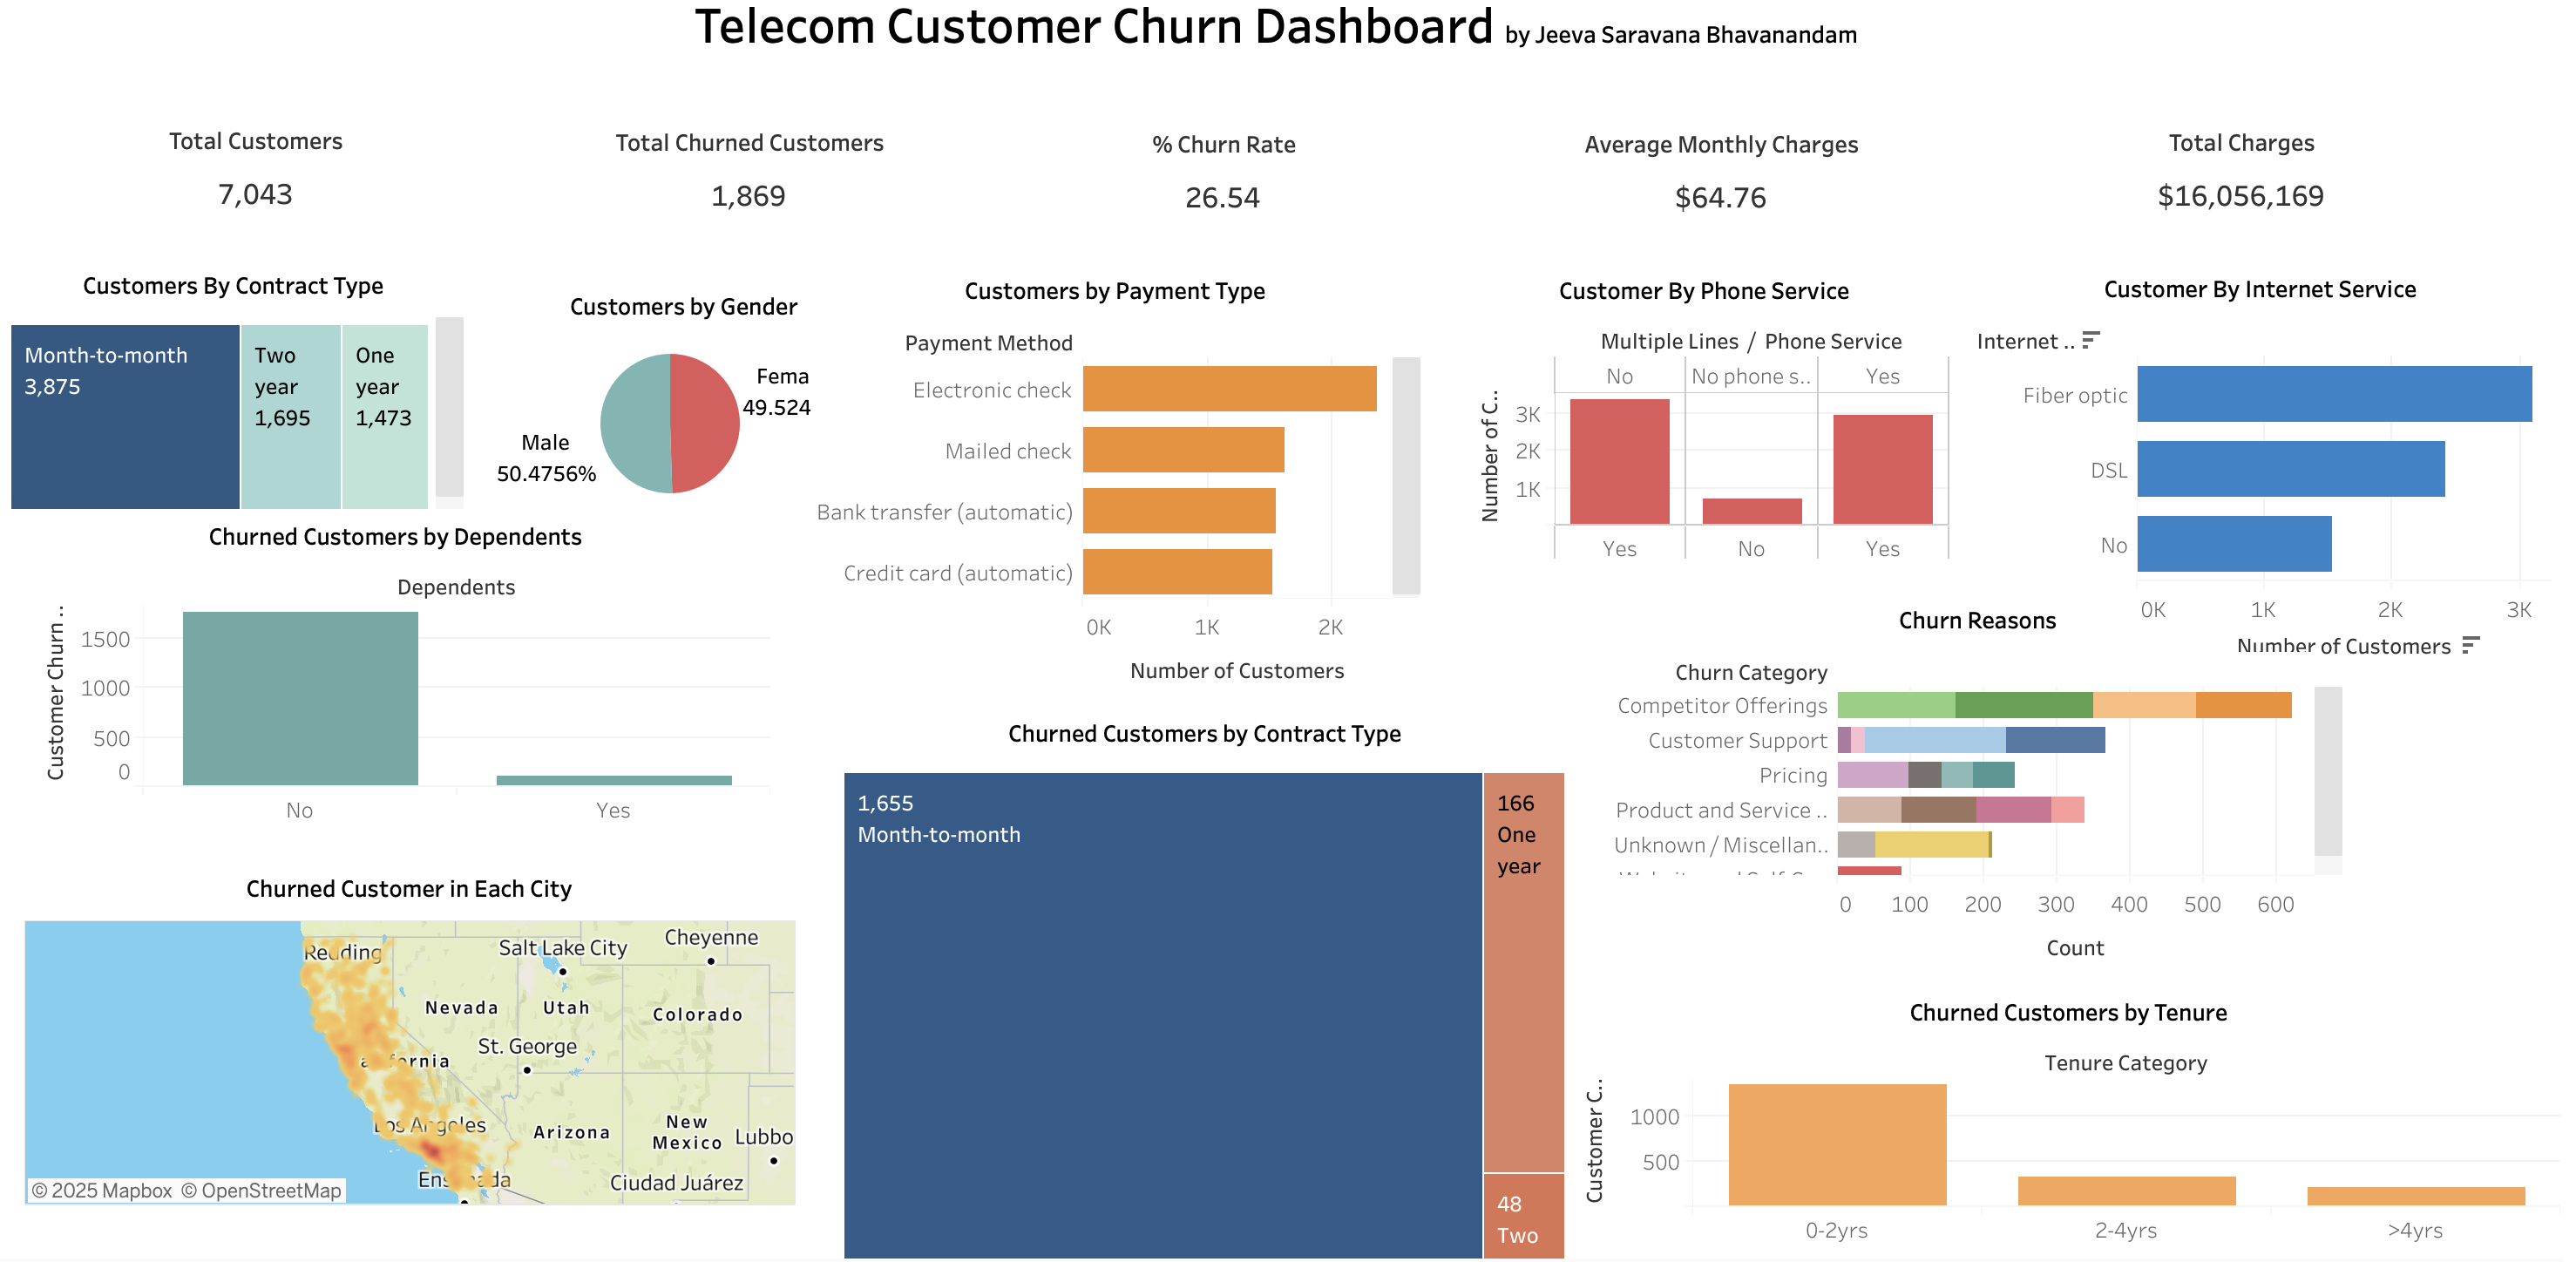 Telecom Customer Churn Dashboard by Jeeva Saravana Bhavanandam
Total Customers
7,043
Total Churned Customers
1,869
% Churn Rate
26.54
Average Monthly Charges
$64.76
Total Charges
$16,056,169
Customers By Contract Type
Month-to-month
3,875
Two
year
1,695
One
year
1,473
Customers by Gender
Fema
49.524
Male
50.4756%
Customers by Payment Type
Payment Method
Electronic check
Mailed check
Bank transfer (automatic)
Credit card (automatic)
0K 1K 2K
Number of Customers
Customer By Phone Service
Multiple Lines / Phone Service
No No phone s.. Yes
Number of C..
3K
2K
1K
Yes No Yes
Customer By Internet Service
Internet ..
Fiber optic
DSL
No
0K 1K 2K 3K
Number of Customers
Churned Customers by Dependents
Dependents
Customer Churn ..
1500
1000
500
0
No Yes
Churn Reasons
Churn Category
Competitor Offerings
Customer Support
Pricing
Product and Service ..
Unknown / Miscellan..
0 100 200 300 400 500 600
Count
Churned Customers by Contract Type
1,655
Month-to-month
166
One
year
48
Two
Churned Customer in Each City
Redding
Salt Lake City
Cheyenne
Nevada
Utah
Colorado
St. George
Los Angeles
Arizona
New
Mexico
Lubbo
Ciudad Juárez
© 2025 Mapbox © OpenStreetMap
Churned Customers by Tenure
Tenure Category
Customer C..
1000
500
0-2yrs 2-4yrs >4yrs